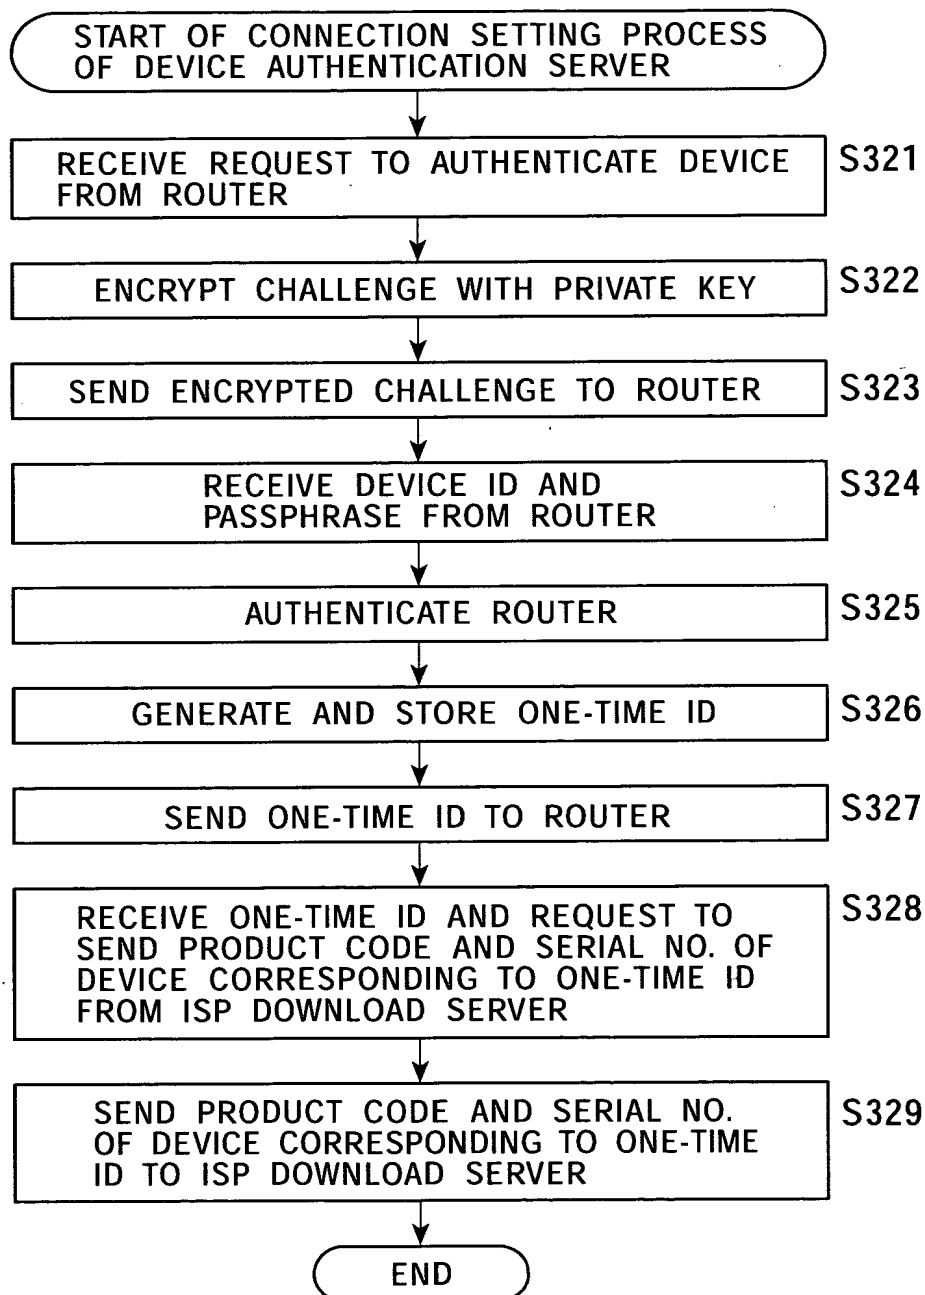 START OF CONNECTION SETTING PROCESS
OF DEVICE AUTHENTICATION SERVER
RECEIVE REQUEST TO AUTHENTICATE DEVICE
FROM ROUTER
S321
ENCRYPT CHALLENGE WITH PRIVATE KEY
S322
SEND ENCRYPTED CHALLENGE TO ROUTER
S323
RECEIVE DEVICE ID AND
PASSPHRASE FROM ROUTER
S324
AUTHENTICATE ROUTER
S325
GENERATE AND STORE ONE-TIME ID
S326
SEND ONE-TIME ID TO ROUTER
S327
RECEIVE ONE-TIME ID AND REQUEST TO
SEND PRODUCT CODE AND SERIAL NO. OF
DEVICE CORRESPONDING TO ONE-TIME ID
FROM ISP DOWNLOAD SERVER
S328
SEND PRODUCT CODE AND SERIAL NO.
OF DEVICE CORRESPONDING TO ONE-TIME
ID TO ISP DOWNLOAD SERVER
S329
END